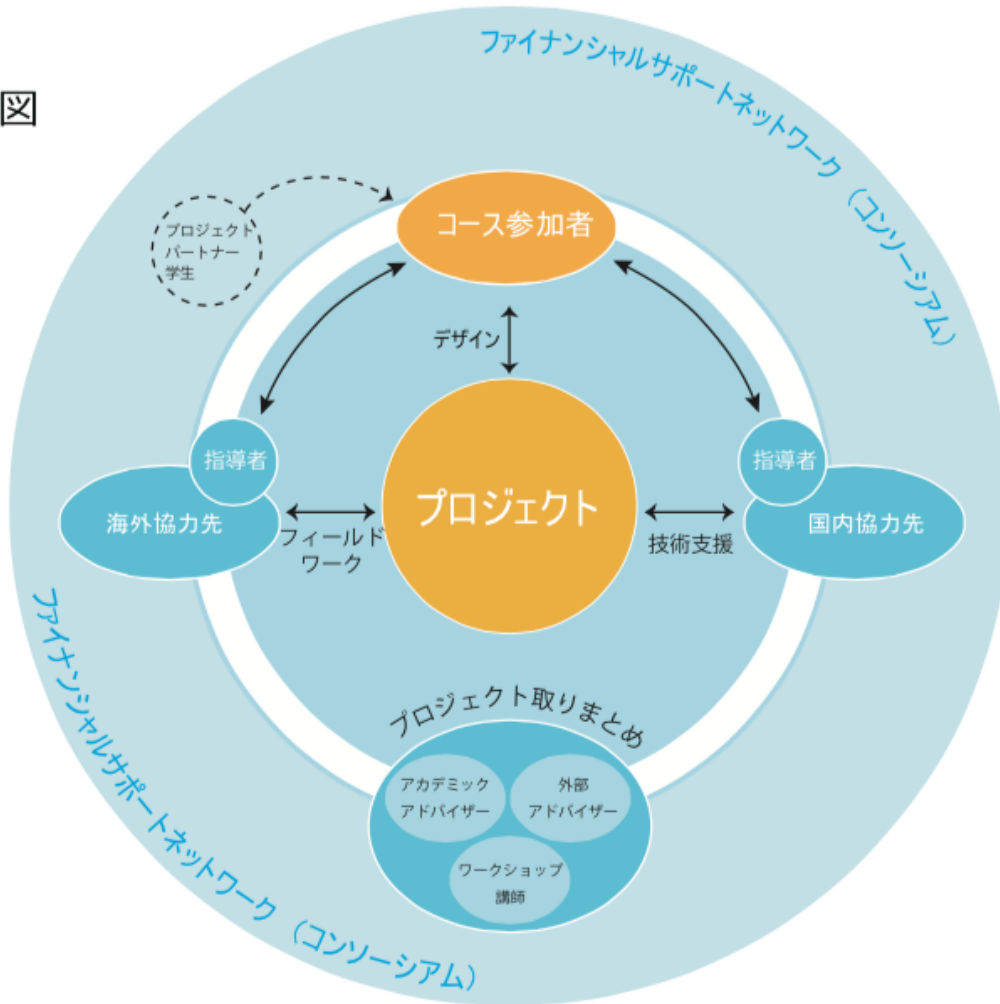 図
ファイナンシャルサポートネットワーク（コンソーシアム）
プロジェクト
パートナー
学生
コース参加者
デザイン
指導者
海外協力先
フィールド
ワーク
プロジェクト
技術支援
指導者
国内協力先
プロジェクト取りまとめ
アカデミック
アドバイザー
外部
アドバイザー
ワークショップ
講師
ファイナンシャルサポートネットワーク（コンソーシアム）